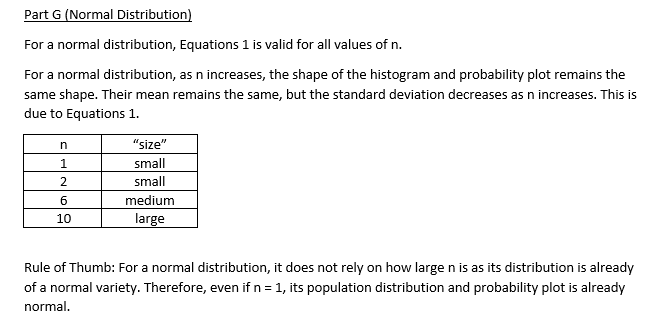 Part G (Normal Distribution)
For a normal distribution, Equations 1 is valid for all values of n.
For a normal distribution, as n increases, the shape of the histogram and probability plot remains the
same shape. Their mean remains the same, but the standard deviation decreases as n increases. This is
due to Equations 1.
n “size”
1 small
2 small
6 medium
10 large
Rule of Thumb: For a normal distribution, it does not rely on how large n is as its distribution is already
of a normal variety. Therefore, even if n = 1, its population distribution and probability plot is already
normal.